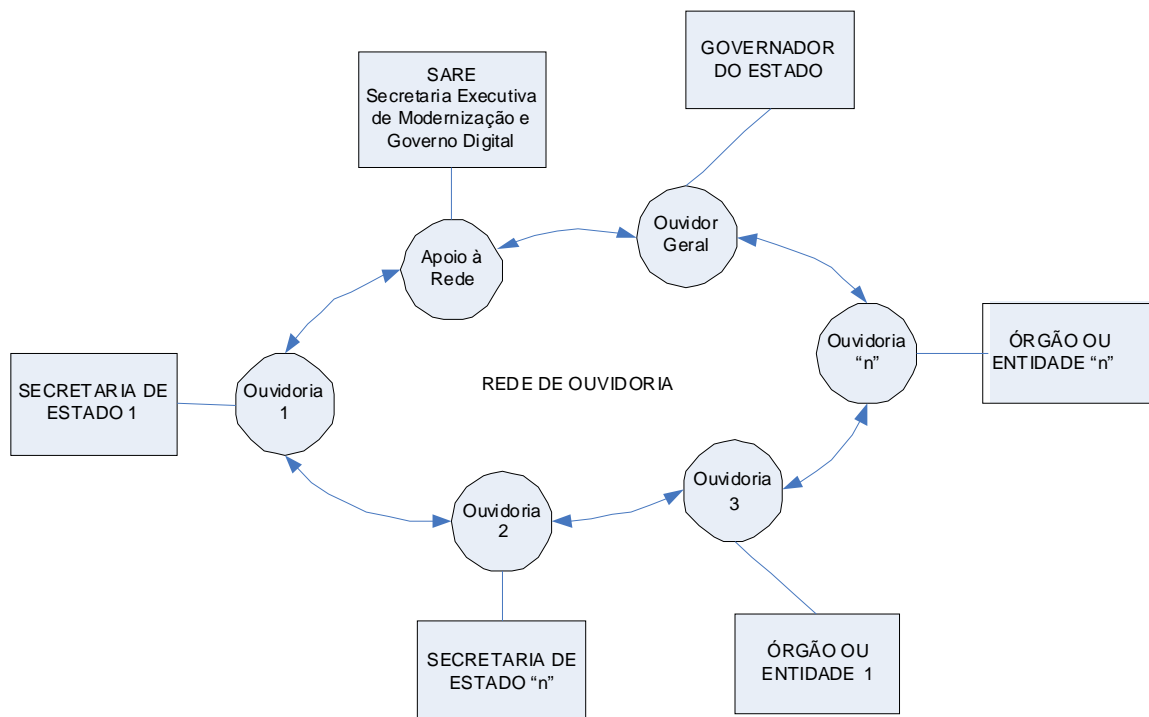 GOVERNADOR
DO ESTADO
SARE
Secretaria Executiva
de Modernização e
Governo Digital
Ouvidor
Geral
Apoio à
Rede
Ouvidoria
“n”
ÓRGÃO OU
ENTIDADE “n”
REDE DE OUVIDORIA
SECRETARIA DE
ESTADO 1
Ouvidoria
1
Ouvidoria
3
Ouvidoria
2
SECRETARIA DE
ESTADO “n”
ÓRGÃO OU
ENTIDADE 1